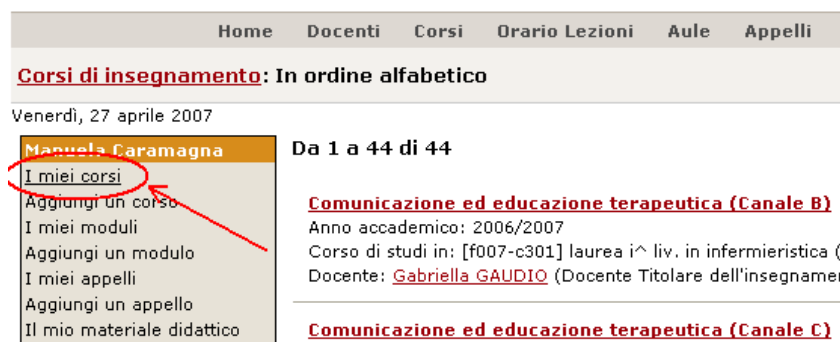 Home Docenti Corsi Orario Lezioni Aule Appelli
Corsi di insegnamento: In ordine alfabetico
Venerdì, 27 aprile 2007
Manuela Caramagna
I miei corsi
Aggiungi un corso
I miei moduli
Aggiungi un modulo
I miei appelli
Aggiungi un appello
Il mio materiale didattico
Da 1 a 44 di 44
Comunicazione ed educazione terapeutica (Canale B)
Anno accademico: 2006/2007
Corso di studi in: [f007-c301] laurea i^ liv. in infermieristica (
Docente: Gabriella GAUDIO (Docente Titolare dell'insegname
Comunicazione ed educazione terapeutica (Canale C)